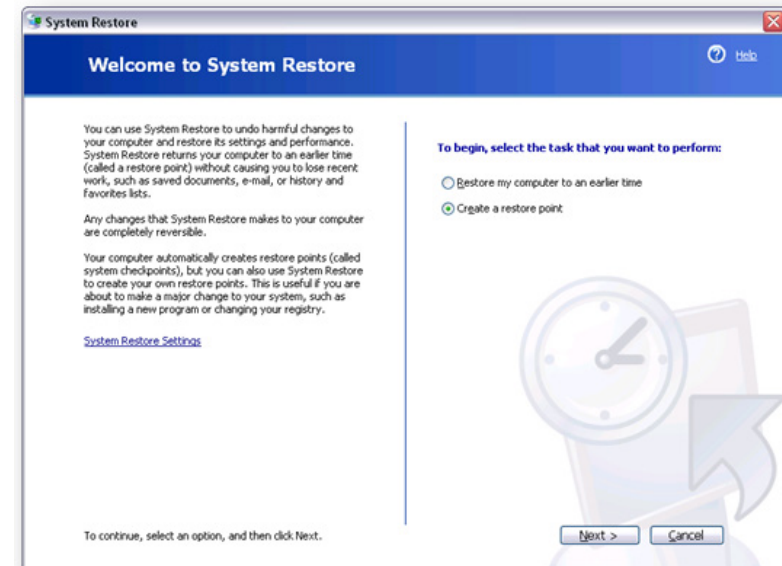 System Restore
Welcome to System Restore
Help
You can use System Restore to undo harmful changes to
your computer and restore its settings and performance.
System Restore returns your computer to an earlier time
(called a restore point) without causing you to lose recent
work, such as saved documents, e-mail, or history and
favorites lists.
Any changes that System Restore makes to your computer
are completely reversible.
Your computer automatically creates restore points (called
system checkpoints), but you can also use System Restore
to create your own restore points. This is useful if you are
about to make a major change to your system, such as
installing a new program or changing your registry.
System Restore Settings
To begin, select the task that you want to perform:
Restore my computer to an earlier time
Create a restore point
To continue, select an option, and then click Next.
Next >
Cancel